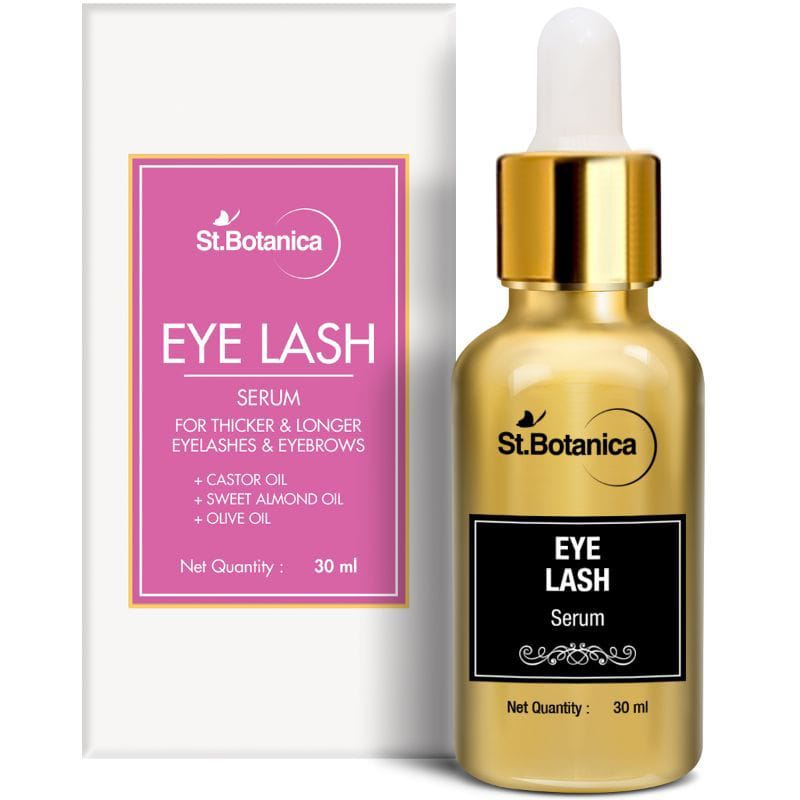 St.Botanica
EYE LASH
SERUM
FOR THICKER & LONGER
EYELASHES & EYEBROWS
+ CASTOR OIL
+ SWEET ALMOND OIL
+ OLIVE OIL
Net Quantity : 30 ml
St.Botanica
EYE
LASH
Serum
Net Quantity : 30 ml